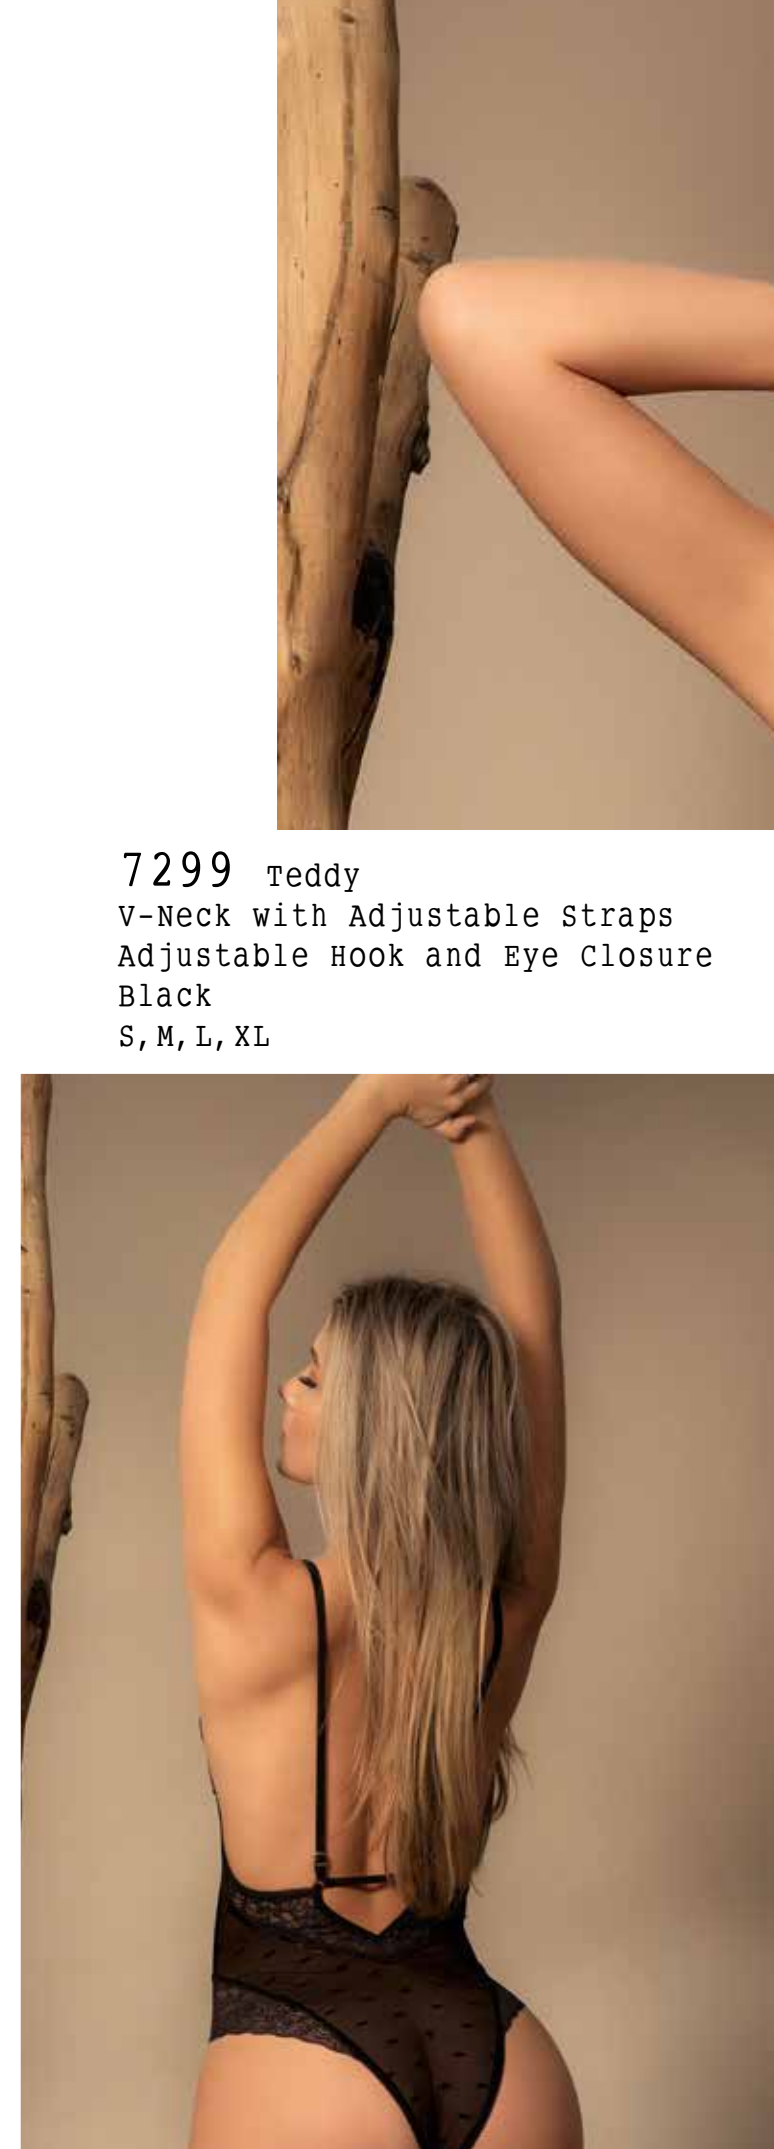 7299 Teddy
V-Neck with Adjustable Straps
Adjustable Hook and Eye Closure
Black
S,M,L,XL